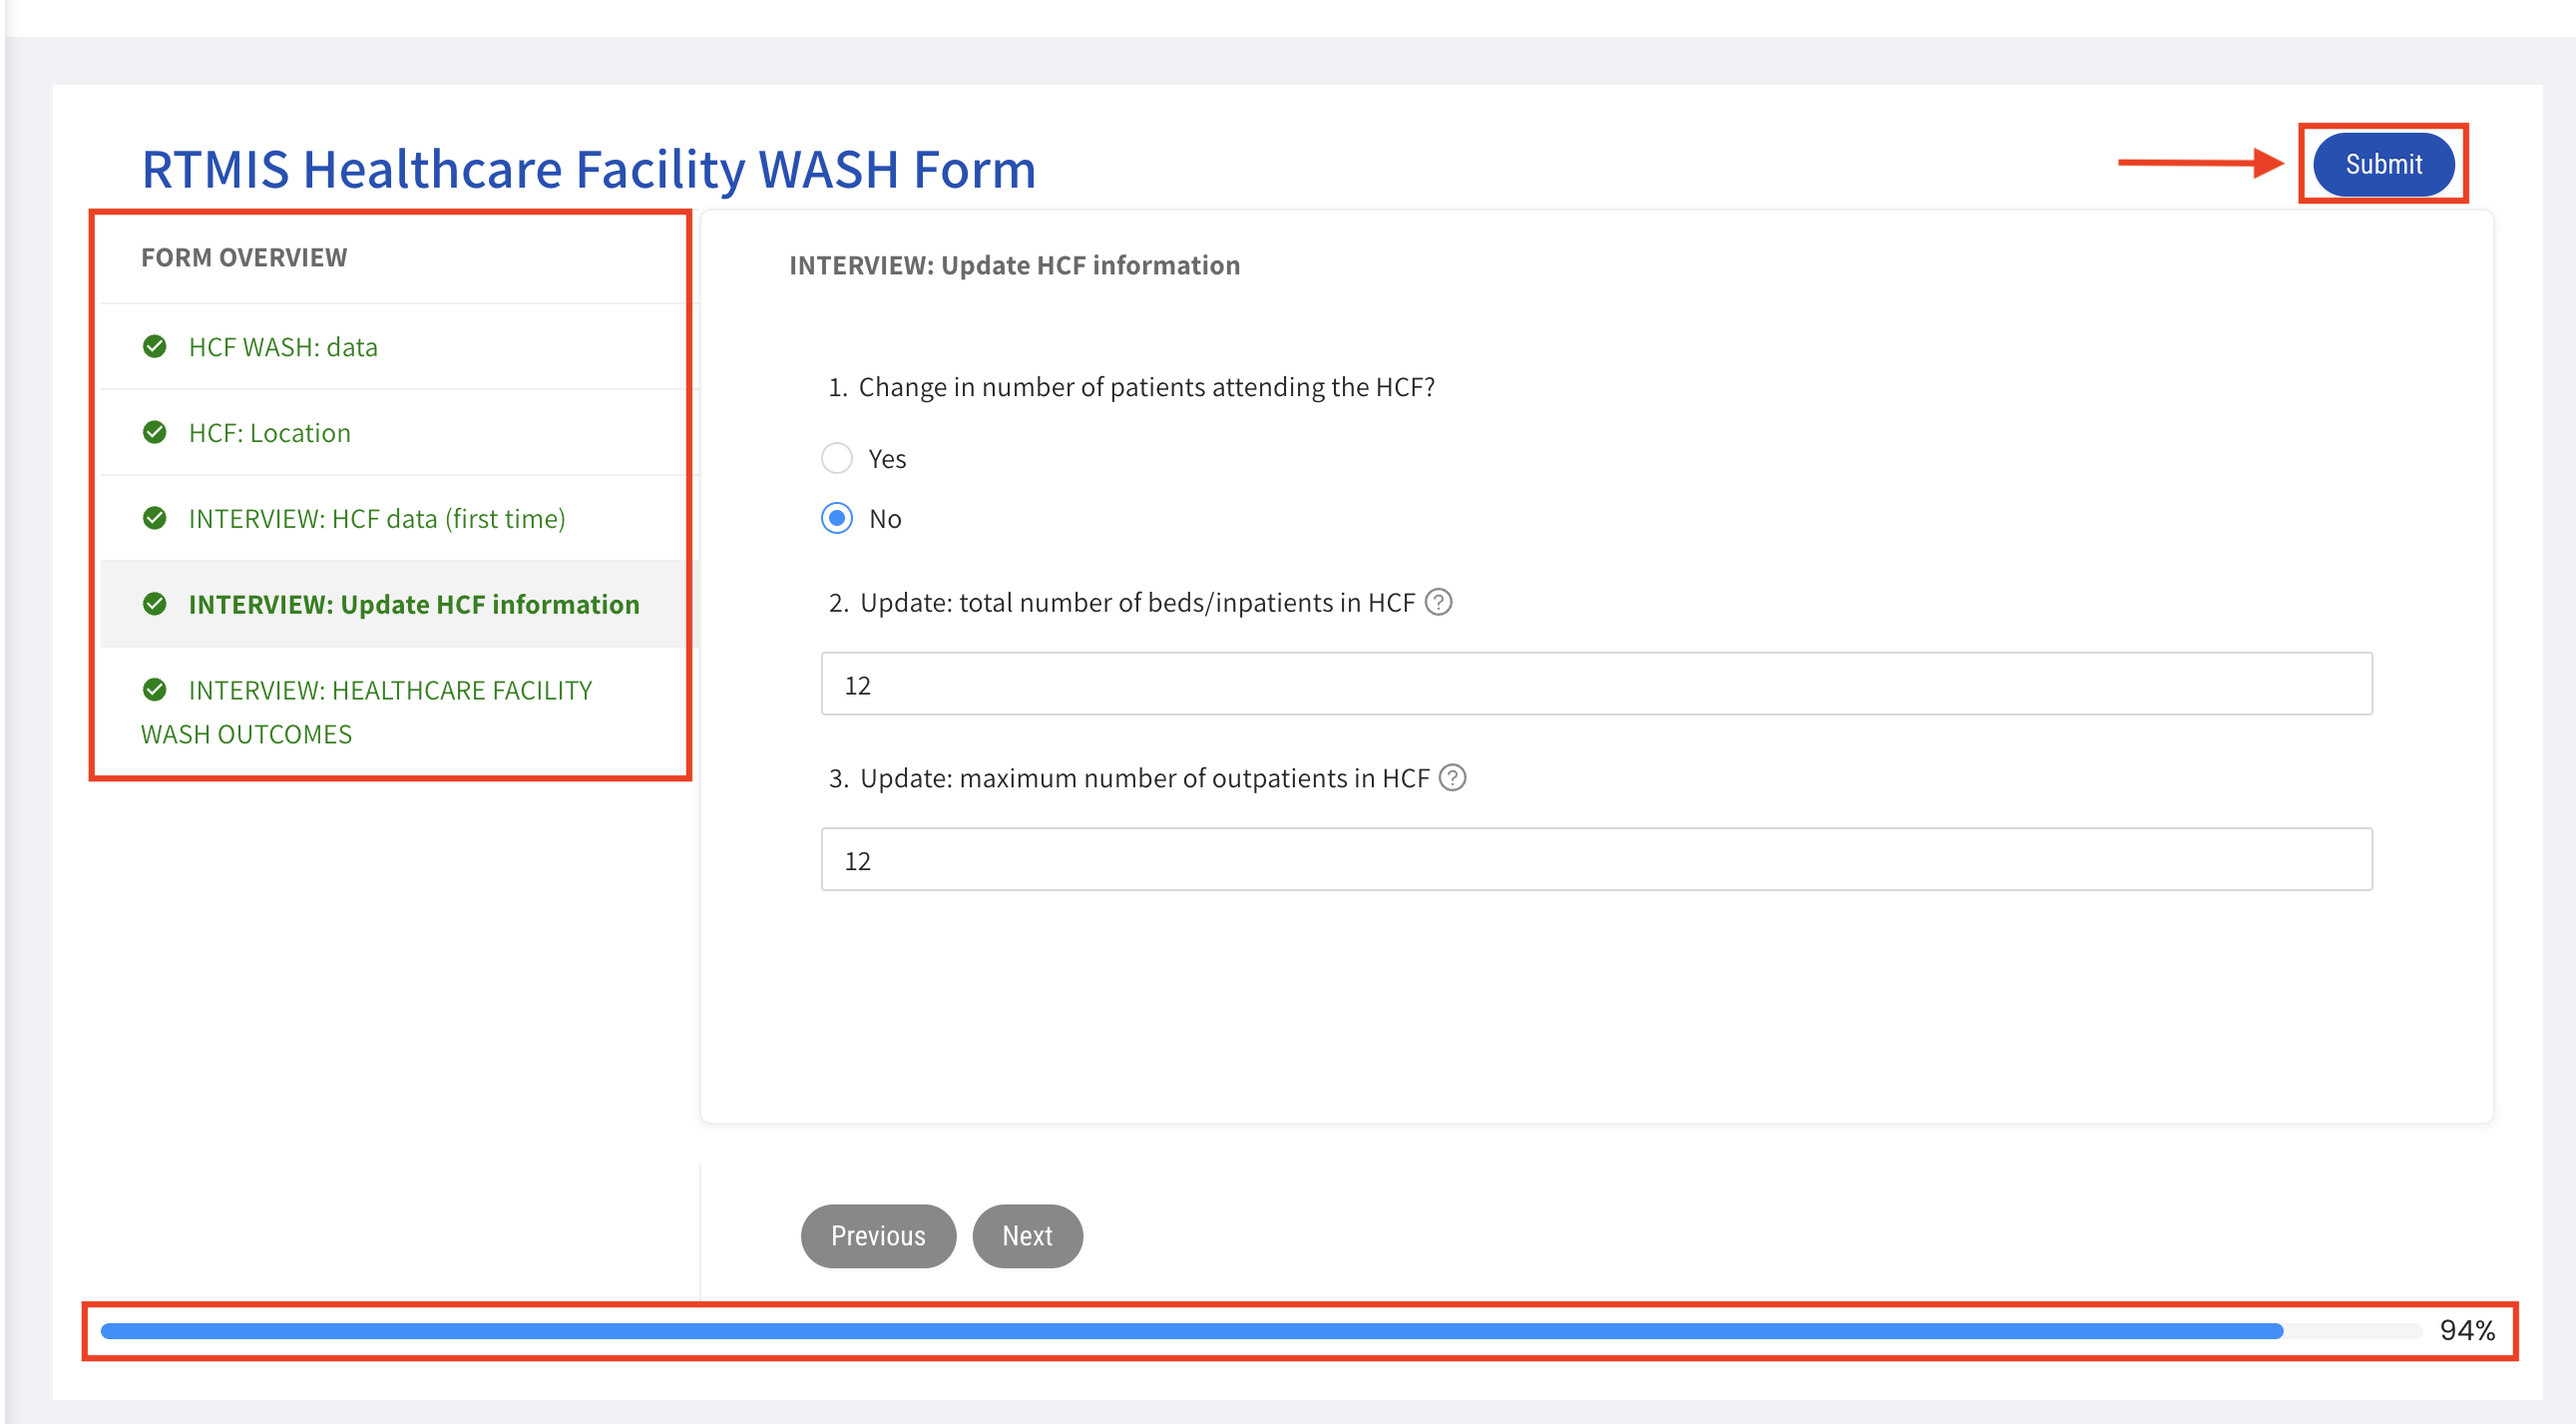 RTMIS Healthcare Facility WASH Form
Submit
FORM OVERVIEW
HCF WASH: data
HCF: Location
INTERVIEW: HCF data (first time)
INTERVIEW: Update HCF information
INTERVIEW: HEALTHCARE FACILITY
WASH OUTCOMES
INTERVIEW: Update HCF information
1. Change in number of patients attending the HCF?
Yes
No
2. Update: total number of beds/inpatients in HCF ?
12
3. Update: maximum number of outpatients in HCF ?
12
Previous Next
94%